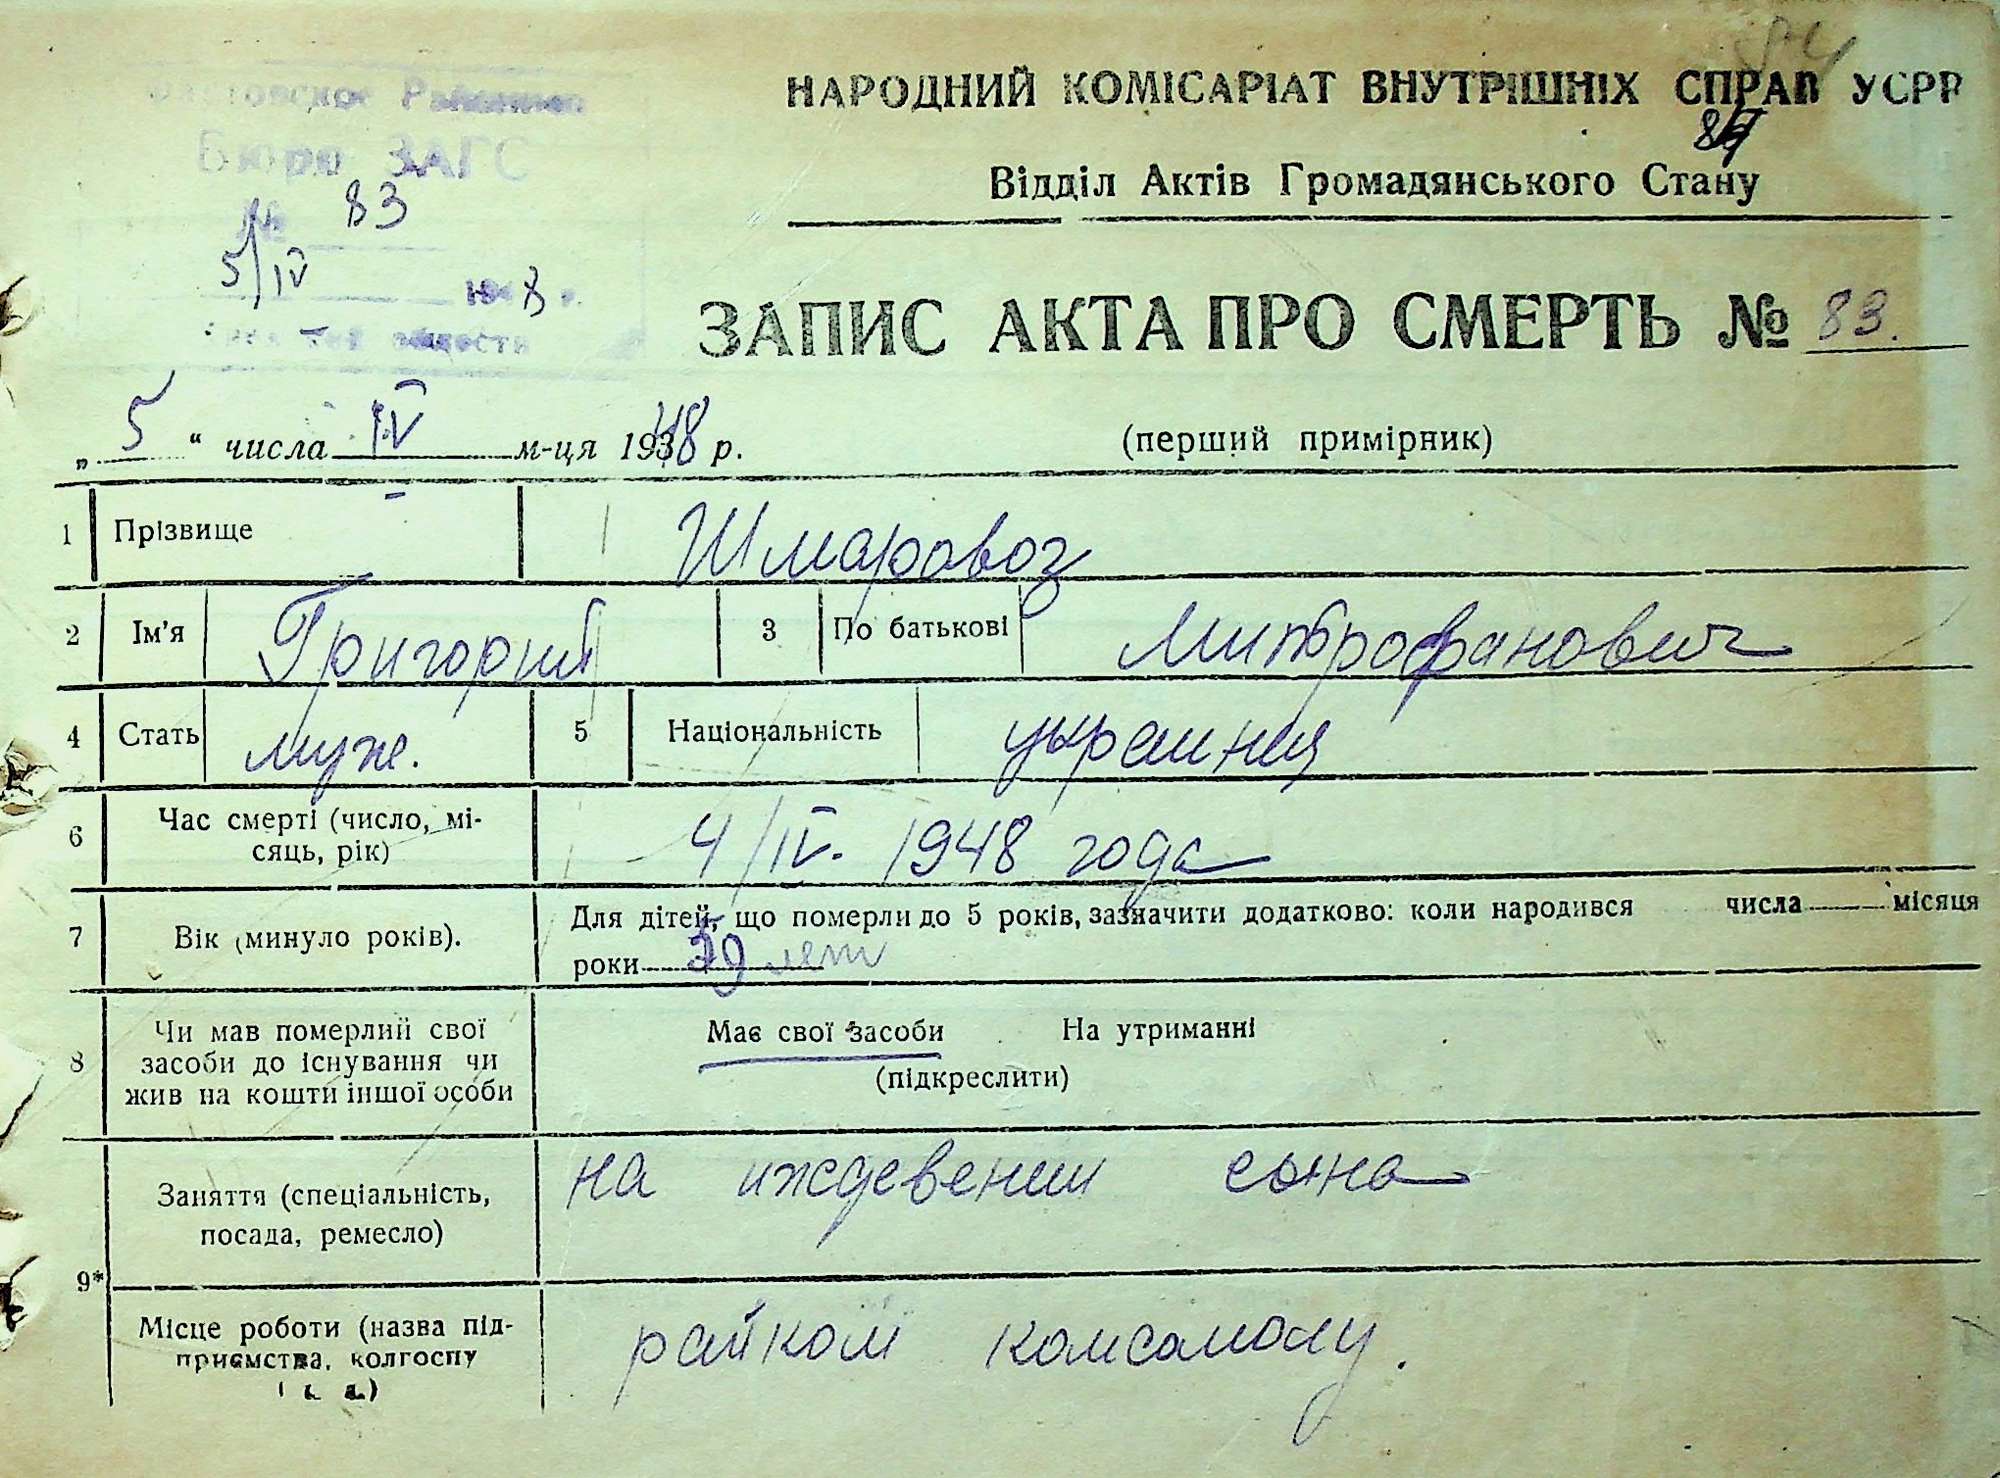 Бюро ЗАГС
№ 83
5/IV 1948 г.
НАРОДНИЙ КОМІСАРІАТ ВНУТРІШНІХ СПРАВ УСРР
Відділ Актів Громадянського Стану
ЗАПИС АКТА ПРО СМЕРТЬ № 83.
„ 5 “ числа IV м-ця 1948 р.
(перший примірник)
1 Прізвище Шмаровоз
2 Ім’я Григорий 3 По батькові Митрофанович
4 Стать муж. 5 Національність украинец
6 Час смерті (число, мі-
сяць, рік) 4/IV. 1948 года
7 Вік (минуло років). Для дітей, що померли до 5 років, зазначити додатково: коли народився числа місяця
роки лет
8 Чи мав померлий свої
засоби до існування чи
жив на кошти іншої особи
Має свої засоби На утриманні
(підкреслити)
9* Заняття (спеціальність,
посада, ремесло)
на иждевении сына
Місце роботи (назва під-
приємства, колгоспу
райком комсомолу.